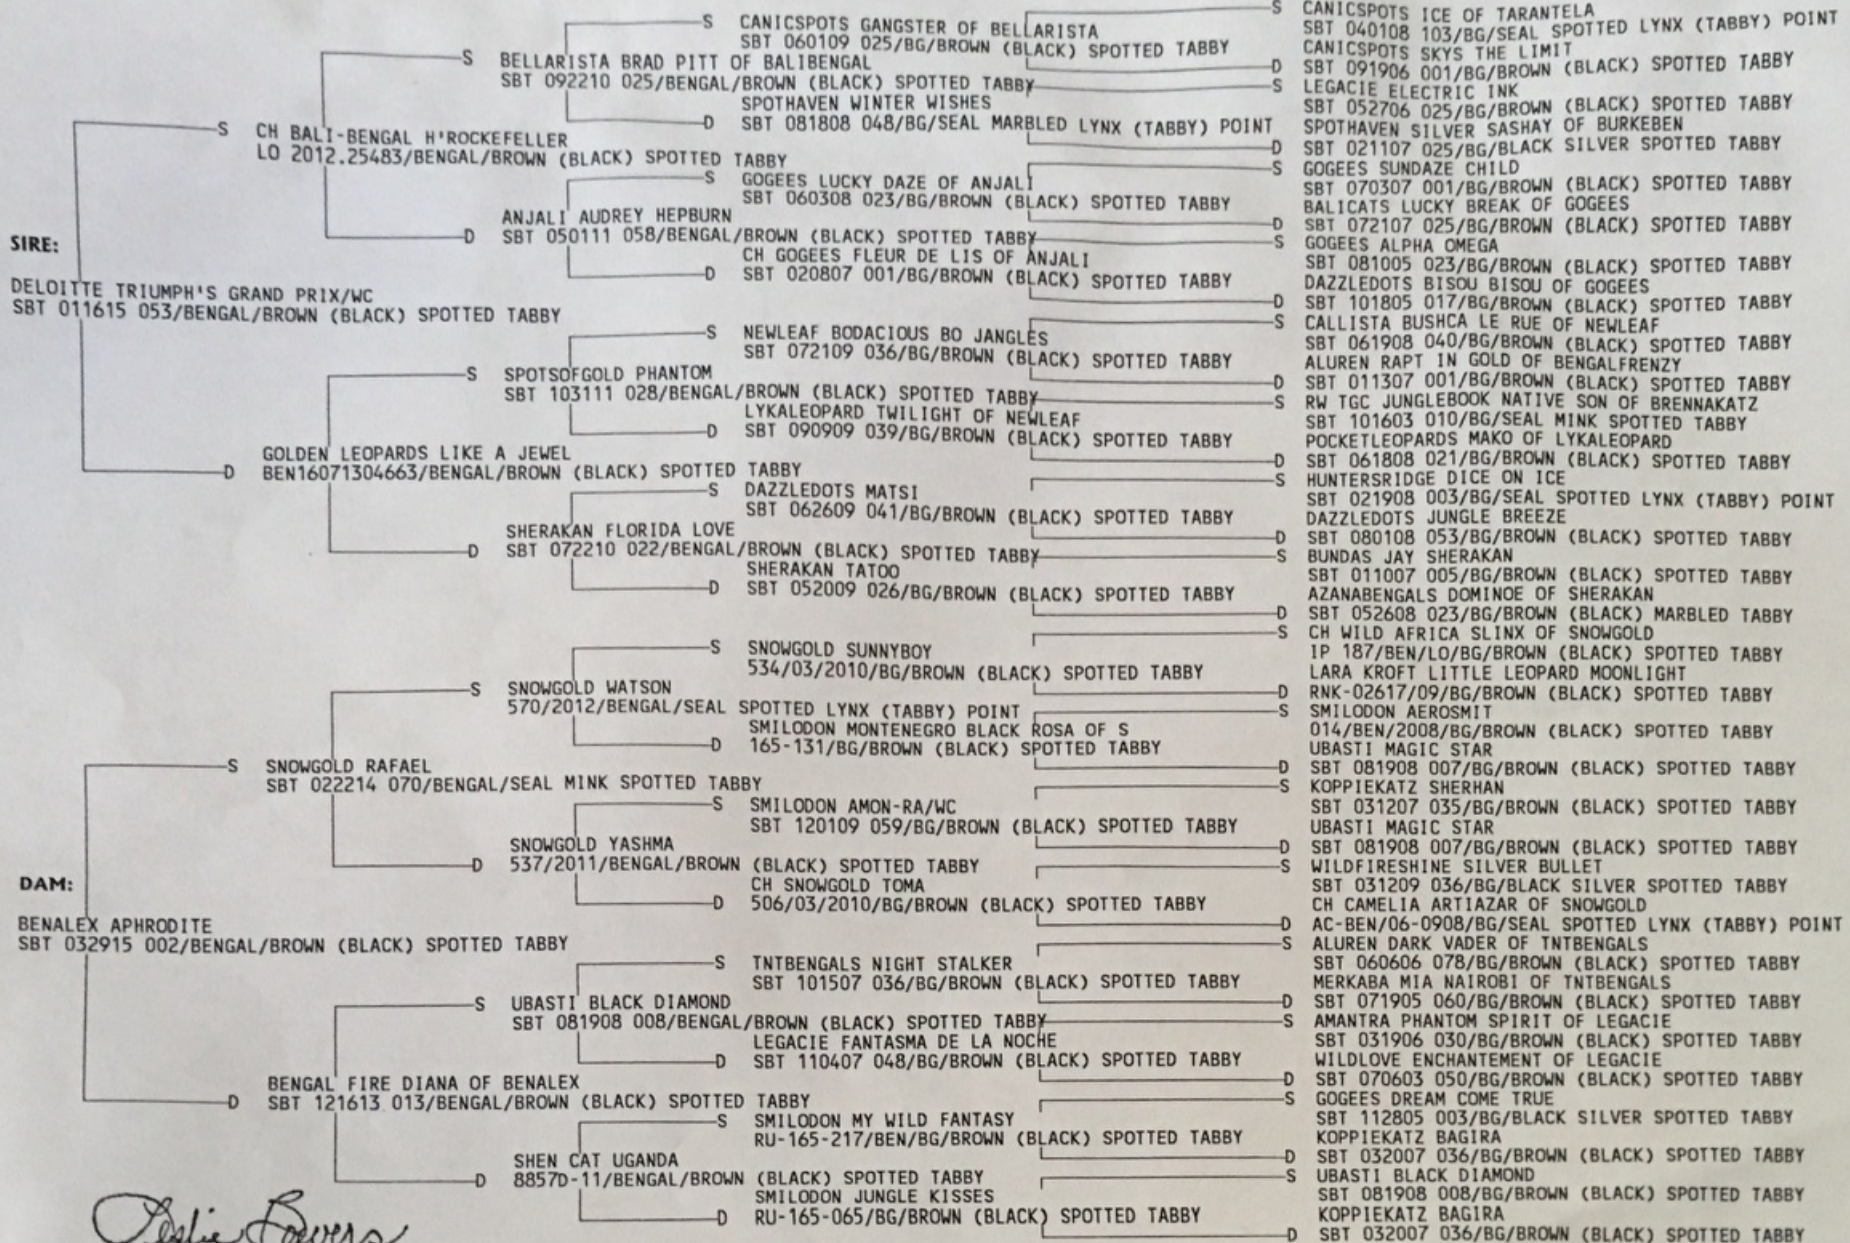 SIRE:
DELOITTE TRIUMPH'S GRAND PRIX/WC
SBT 011615 053/BENGAL/BROWN (BLACK) SPOTTED TABBY
S
CH BALI-BENGAL H'ROCKEFELLER
LO 2012.25483/BENGAL/BROWN (BLACK) SPOTTED TABBY
D
GOLDEN LEOPARDS LIKE A JEWEL
BEN16071304663/BENGAL/BROWN (BLACK) SPOTTED TABBY
S
BELLARISTA BRAD PITT OF BALIBENGAL
SBT 092210 025/BENGAL/BROWN (BLACK) SPOTTED TABBY
D
ANJALI AUDREY HEPBURN
SBT 050111 058/BENGAL/BROWN (BLACK) SPOTTED TABBY
S
SPOTSOFGOLD PHANTOM
SBT 103111 028/BENGAL/BROWN (BLACK) SPOTTED TABBY
D
SHERAKAN FLORIDA LOVE
SBT 072210 022/BENGAL/BROWN (BLACK) SPOTTED TABBY
S
CANICSPOTS GANGSTER OF BELLARISTA
SBT 060109 025/BG/BROWN (BLACK) SPOTTED TABBY
D
SPOTHAVEN WINTER WISHES
SBT 081808 048/BG/SEAL MARBLED LYNX (TABBY) POINT
S
GOGEES LUCKY DAZE OF ANJALI
SBT 060308 023/BG/BROWN (BLACK) SPOTTED TABBY
D
CH GOGEES FLEUR DE LIS OF ANJALI
SBT 020807 001/BG/BROWN (BLACK) SPOTTED TABBY
S
NEWLEAF BODACIOUS BO JANGLES
SBT 072109 036/BG/BROWN (BLACK) SPOTTED TABBY
D
LYKALEOPARD TWILIGHT OF NEWLEAF
SBT 090909 039/BG/BROWN (BLACK) SPOTTED TABBY
S
DAZZLEDOTS MATSI
SBT 062609 041/BG/BROWN (BLACK) SPOTTED TABBY
D
SHERAKAN TATOO
SBT 052009 026/BG/BROWN (BLACK) SPOTTED TABBY
S
CANICSPOTS ICE OF TARANTELA
SBT 040108 103/BG/SEAL SPOTTED LYNX (TABBY) POINT
D
CANICSPOTS SKYS THE LIMIT
SBT 091906 001/BG/BROWN (BLACK) SPOTTED TABBY
S
LEGACIE ELECTRIC INK
SBT 052706 025/BG/BROWN (BLACK) SPOTTED TABBY
D
SPOTHAVEN SILVER SASHAY OF BURKEBEN
SBT 021107 025/BG/BLACK SILVER SPOTTED TABBY
S
GOGEES SUNDAZE CHILD
SBT 070307 001/BG/BROWN (BLACK) SPOTTED TABBY
D
BALICATS LUCKY BREAK OF GOGEES
SBT 072107 025/BG/BROWN (BLACK) SPOTTED TABBY
S
GOGEES ALPHA OMEGA
SBT 081005 023/BG/BROWN (BLACK) SPOTTED TABBY
D
DAZZLEDOTS BISOU BISOU OF GOGEES
SBT 101805 017/BG/BROWN (BLACK) SPOTTED TABBY
S
CALLISTA BUSHCA LE RUE OF NEWLEAF
SBT 061908 040/BG/BROWN (BLACK) SPOTTED TABBY
D
ALUREN RAPT IN GOLD OF BENGALFRENZY
SBT 011307 001/BG/BROWN (BLACK) SPOTTED TABBY
S
RW TGC JUNGLEBOOK NATIVE SON OF BRENNAKATZ
SBT 101603 010/BG/SEAL MINK SPOTTED TABBY
D
POCKETLEOPARDS MAKO OF LYKALEOPARD
SBT 061808 021/BG/BROWN (BLACK) SPOTTED TABBY
S
HUNTERSRIDGE DICE ON ICE
SBT 021908 003/BG/SEAL SPOTTED LYNX (TABBY) POINT
D
DAZZLEDOTS JUNGLE BREEZE
SBT 080108 053/BG/BROWN (BLACK) SPOTTED TABBY
S
BUNDAS JAY SHERAKAN
SBT 011007 005/BG/BROWN (BLACK) SPOTTED TABBY
D
AZANABENGALS DOMINOE OF SHERAKAN
SBT 052608 023/BG/BROWN (BLACK) MARBLED TABBY
DAM:
BENALEX APHRODITE
SBT 032915 002/BENGAL/BROWN (BLACK) SPOTTED TABBY
S
SNOWGOLD RAFAEL
SBT 022214 070/BENGAL/SEAL MINK SPOTTED TABBY
D
BENGAL FIRE DIANA OF BENALEX
SBT 121613 013/BENGAL/BROWN (BLACK) SPOTTED TABBY
S
SNOWGOLD WATSON
570/2012/BENGAL/SEAL SPOTTED LYNX (TABBY) POINT
D
SNOWGOLD YASHMA
537/2011/BENGAL/BROWN (BLACK) SPOTTED TABBY
S
UBASTI BLACK DIAMOND
SBT 081908 008/BENGAL/BROWN (BLACK) SPOTTED TABBY
D
SHEN CAT UGANDA
8857D-11/BENGAL/BROWN (BLACK) SPOTTED TABBY
S
SNOWGOLD SUNNYBOY
534/03/2010/BG/BROWN (BLACK) SPOTTED TABBY
D
SMILODON MONTENEGRO BLACK ROSA OF S
165-131/BG/BROWN (BLACK) SPOTTED TABBY
S
SMILODON AMON-RA/WC
SBT 120109 059/BG/BROWN (BLACK) SPOTTED TABBY
D
CH SNOWGOLD TOMA
506/03/2010/BG/BROWN (BLACK) SPOTTED TABBY
S
TNTBENGALS NIGHT STALKER
SBT 101507 036/BG/BROWN (BLACK) SPOTTED TABBY
D
LEGACIE FANTASMA DE LA NOCHE
SBT 110407 048/BG/BROWN (BLACK) SPOTTED TABBY
S
SMILODON MY WILD FANTASY
RU-165-217/BEN/BG/BROWN (BLACK) SPOTTED TABBY
D
SMILODON JUNGLE KISSES
RU-165-065/BG/BROWN (BLACK) SPOTTED TABBY
S
CH WILD AFRICA SLINX OF SNOWGOLD
IP 187/BEN/LO/BG/BROWN (BLACK) SPOTTED TABBY
D
LARA KROFT LITTLE LEOPARD MOONLIGHT
RNK-02617/09/BG/BROWN (BLACK) SPOTTED TABBY
S
SMILODON AEROSMIT
014/BEN/2008/BG/BROWN (BLACK) SPOTTED TABBY
D
UBASTI MAGIC STAR
SBT 081908 007/BG/BROWN (BLACK) SPOTTED TABBY
S
KOPPIEKATZ SHERHAN
SBT 031207 035/BG/BROWN (BLACK) SPOTTED TABBY
D
UBASTI MAGIC STAR
SBT 081908 007/BG/BROWN (BLACK) SPOTTED TABBY
S
WILDFIRESHINE SILVER BULLET
SBT 031209 036/BG/BLACK SILVER SPOTTED TABBY
D
CH CAMELIA ARTIAZAR OF SNOWGOLD
AC-BEN/06-0908/BG/SEAL SPOTTED LYNX (TABBY) POINT
S
ALUREN DARK VADER OF TNTBENGALS
SBT 060606 078/BG/BROWN (BLACK) SPOTTED TABBY
D
MERKABA MIA NAIROBI OF TNTBENGALS
SBT 071905 060/BG/BROWN (BLACK) SPOTTED TABBY
S
AMANTRA PHANTOM SPIRIT OF LEGACIE
SBT 031906 030/BG/BROWN (BLACK) SPOTTED TABBY
D
WILDLOVE ENCHANTEMENT OF LEGACIE
SBT 070603 050/BG/BROWN (BLACK) SPOTTED TABBY
S
GOGEES DREAM COME TRUE
SBT 112805 003/BG/BLACK SILVER SPOTTED TABBY
D
KOPPIEKATZ BAGIRA
SBT 032007 036/BG/BROWN (BLACK) SPOTTED TABBY
S
UBASTI BLACK DIAMOND
SBT 081908 008/BG/BROWN (BLACK) SPOTTED TABBY
D
KOPPIEKATZ BAGIRA
SBT 032007 036/BG/BROWN (BLACK) SPOTTED TABBY
Leslie Bowers